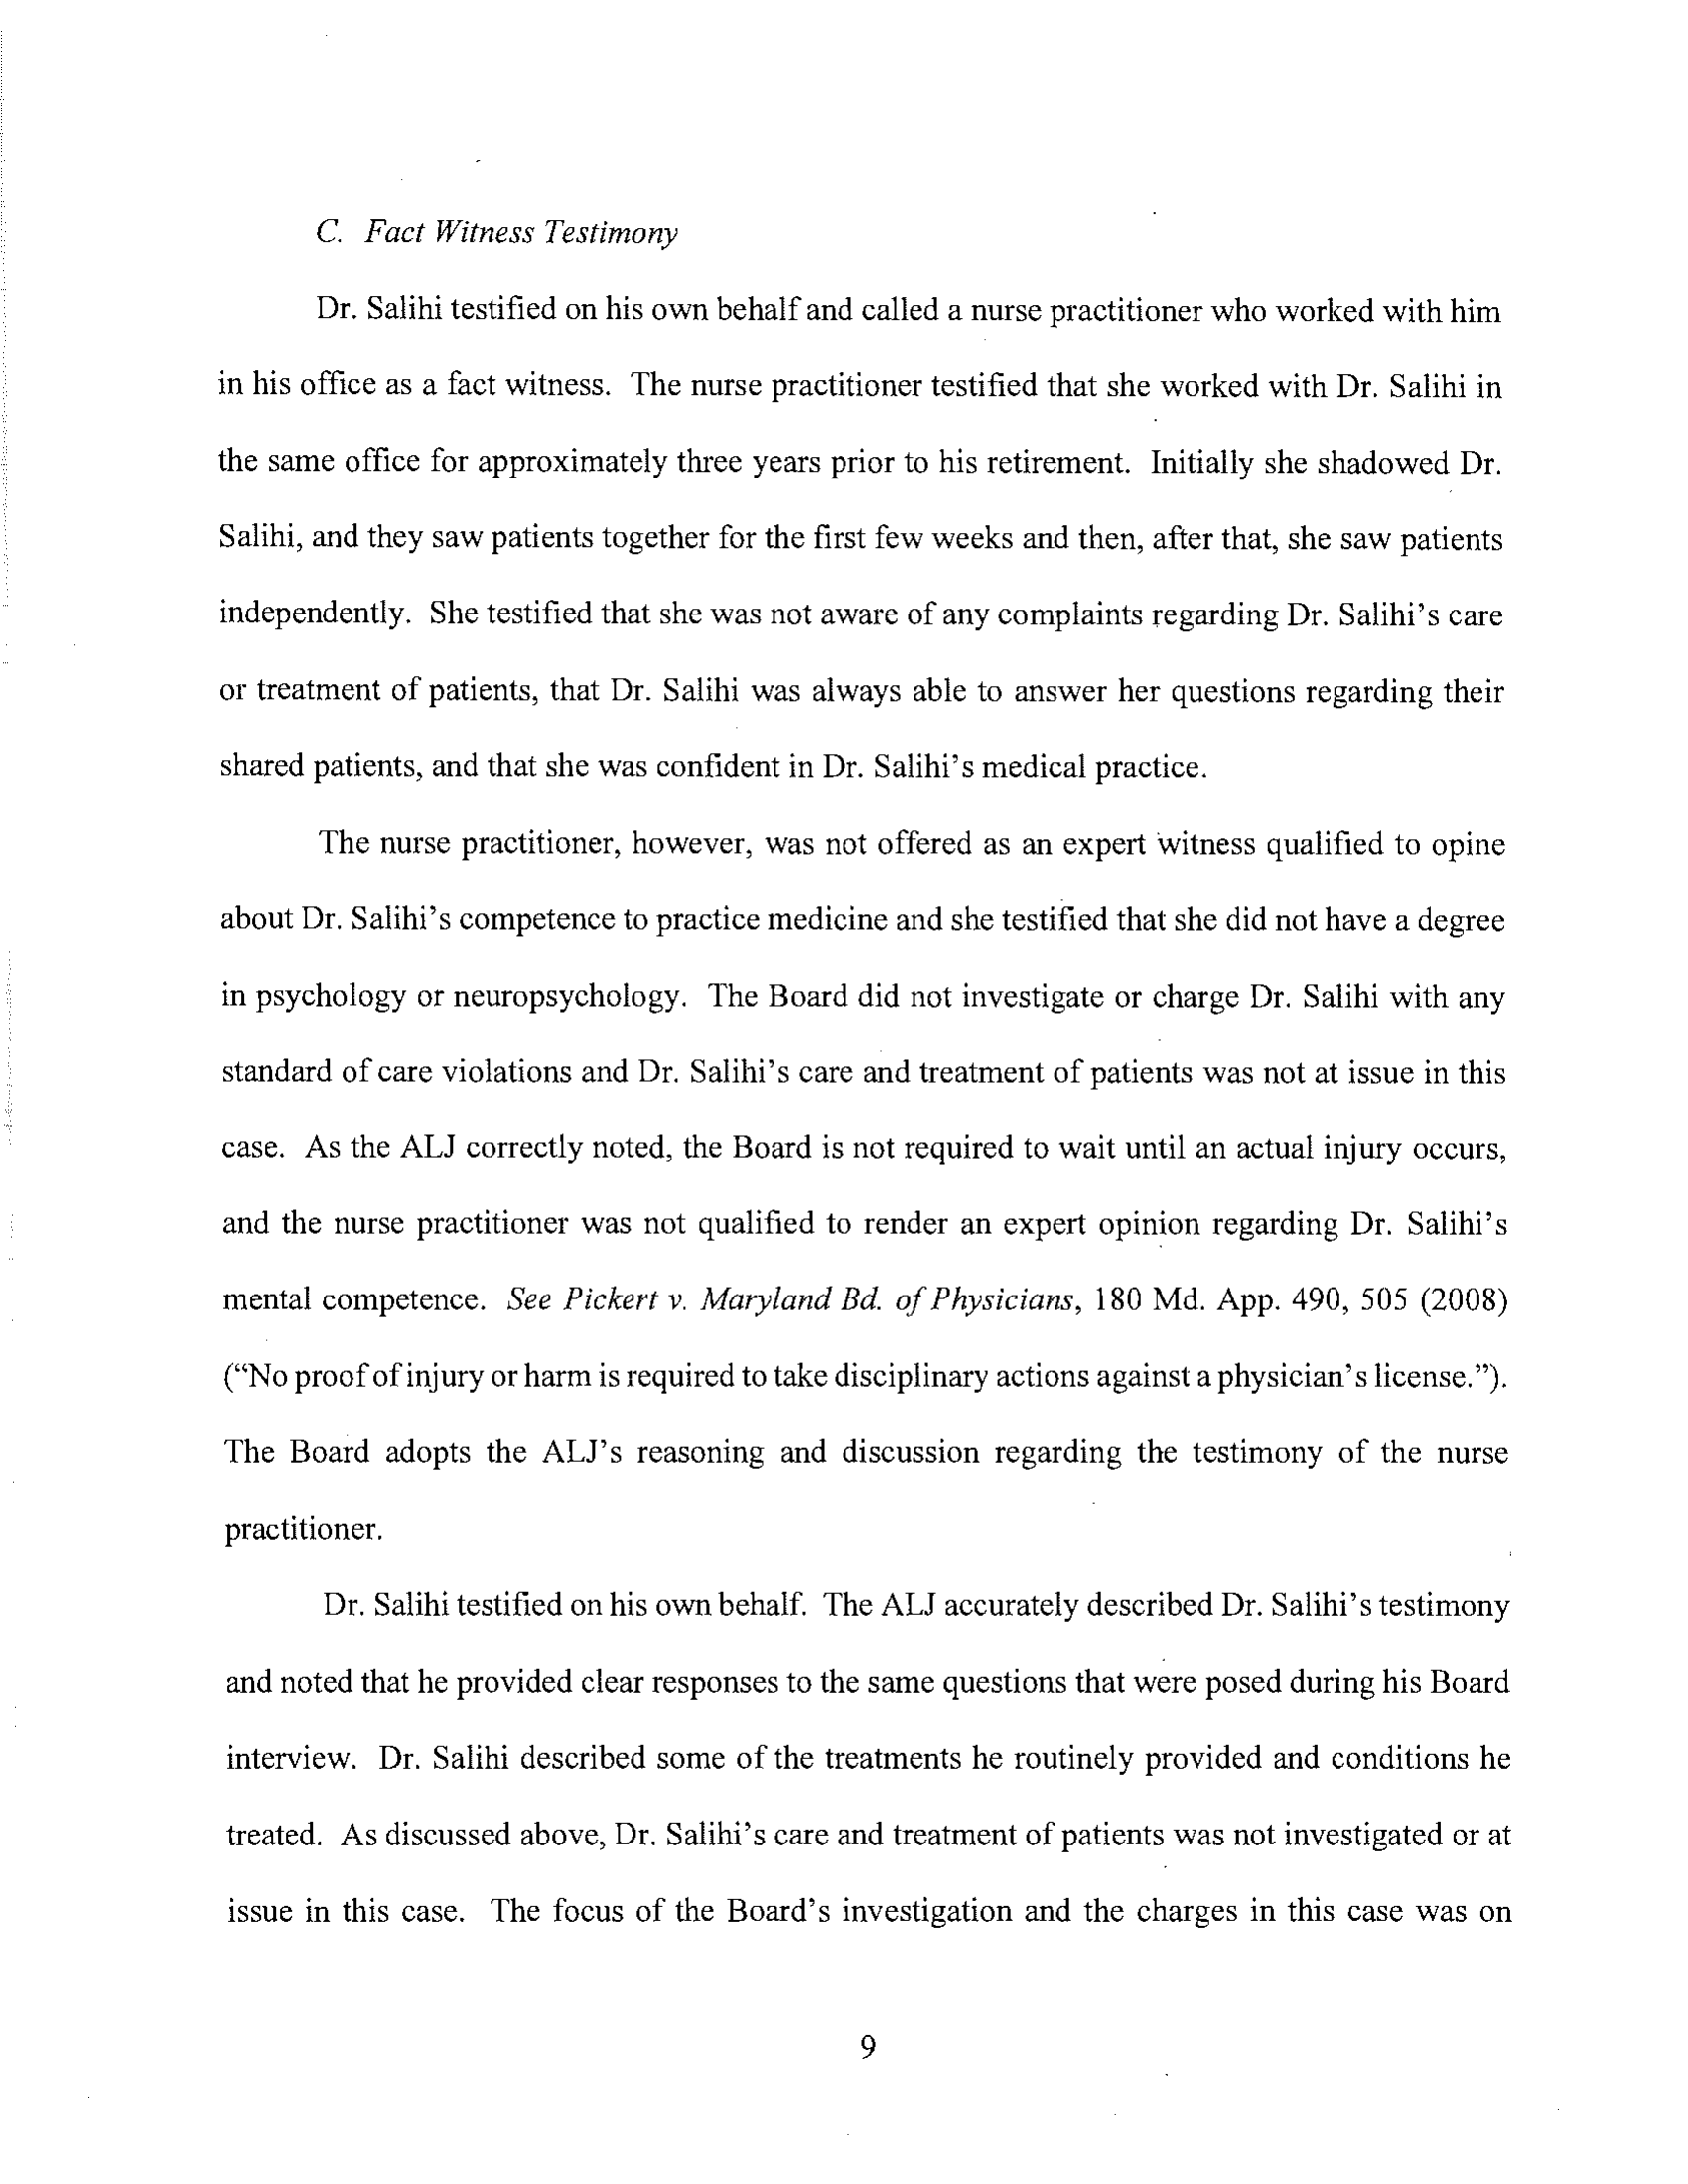 C. Fact Witness Testimony
Dr. Salihi testified on his own behalf and called a nurse practitioner who worked with him
in his office as a fact witness. The nurse practitioner testified that she worked with Dr. Salihi in
the same office for approximately three years prior to his retirement. Initially she shadowed Dr.
Salihi, and they saw patients together for the first few weeks and then, after that, she saw patients
independently. She testified that she was not aware of any complaints regarding Dr. Salihi's care
or treatment of patients, that Dr. Salihi was always able to answer her questions regarding their
shared patients, and that she was confident in Dr. Salihi's medical practice.
The nurse practitioner, however, was not offered as an expert witness qualified to opine
about Dr. Salihi's competence to practice medicine and she testified that she did not have a degree
in psychology or neuropsychology. The Board did not investigate or charge Dr. Salihi with any
standard of care violations and Dr. Salihi's care and treatment of patients was not at issue in this
case. As the ALJ correctly noted, the Board is not required to wait until an actual injury occurs,
and the nurse practitioner was not qualified to render an expert opinion regarding Dr. Salihi's
mental competence. See Pickert v. Maryland Bd. of Physicians, 180 Md. App. 490, 505 (2008)
("No proof of injury or harm is required to take disciplinary actions against a physician's license.").
The Board adopts the ALJ's reasoning and discussion regarding the testimony of the nurse
practitioner.
Dr. Salihi testified on his own behalf. The ALJ accurately described Dr. Salihi's testimony
and noted that he provided clear responses to the same questions that were posed during his Board
interview. Dr. Salihi described some of the treatments he routinely provided and conditions he
treated. As discussed above, Dr. Salihi's care and treatment of patients was not investigated or at
issue in this case. The focus of the Board's investigation and the charges in this case was on
9